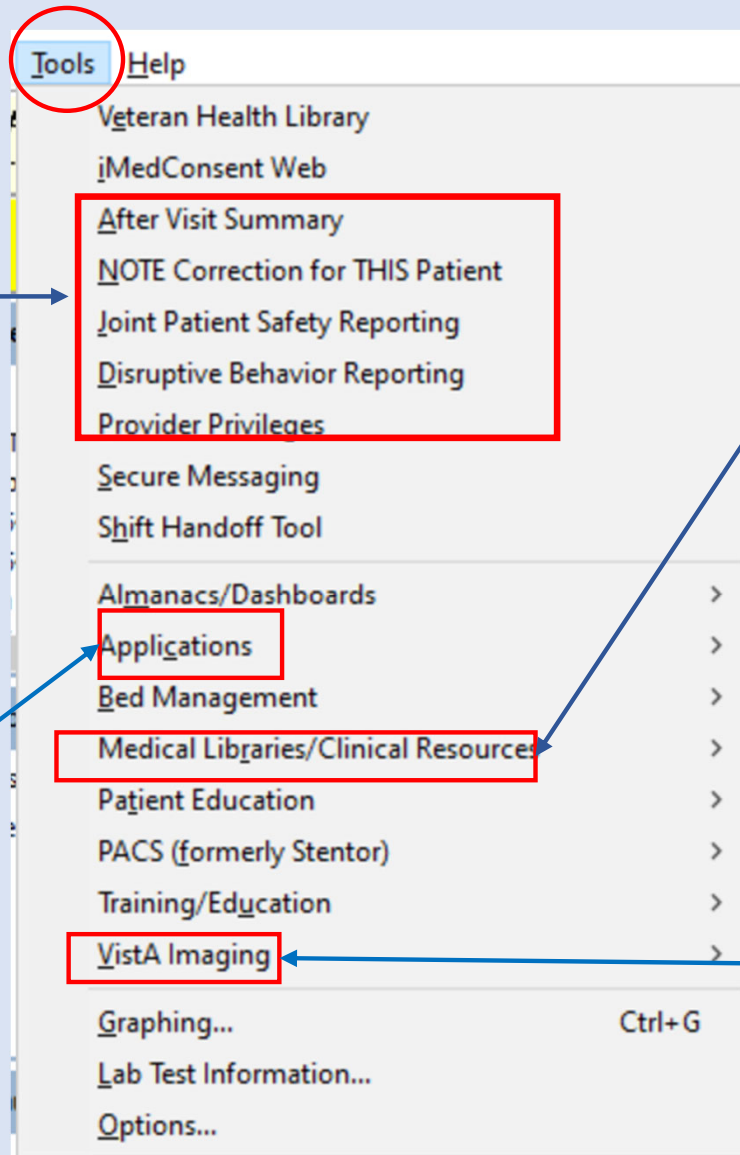 Tools Help
Veteran Health Library
iMedConsent Web
After Visit Summary
NOTE Correction for THIS Patient
Joint Patient Safety Reporting
Disruptive Behavior Reporting
Provider Privileges
Secure Messaging
Shift Handoff Tool
Almanacs/Dashboards
Applications
Bed Management
Medical Libraries/Clinical Resources
Patient Education
PACS (formerly Stentor)
Training/Education
VistA Imaging
Graphing... Ctrl+G
Lab Test Information...
Options...